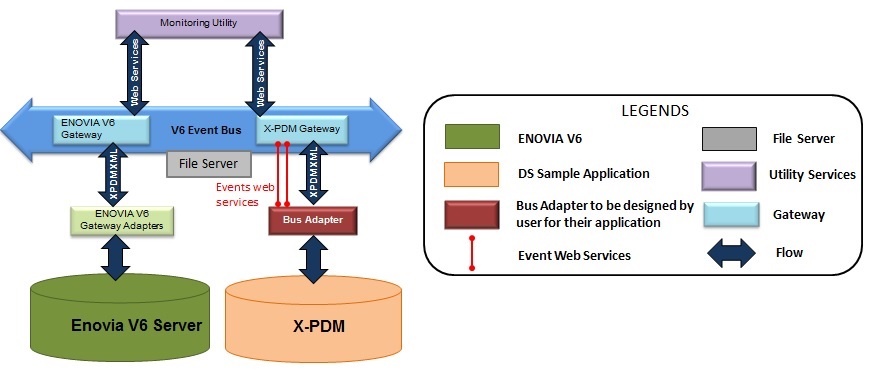 Monitoring Utility
Web Services
Web Services
ENOVIA V6
Gateway
V6 Event Bus
X-PDM Gateway
File Server
XPDMXML
XPDMXML
Events web
services
ENOVIA V6
Gateway Adapters
Bus Adapter
Enovia V6 Server
X-PDM
LEGENDS
ENOVIA V6
File Server
DS Sample Application
Utility Services
Bus Adapter to be designed by
user for their application
Gateway
Event Web Services
Flow